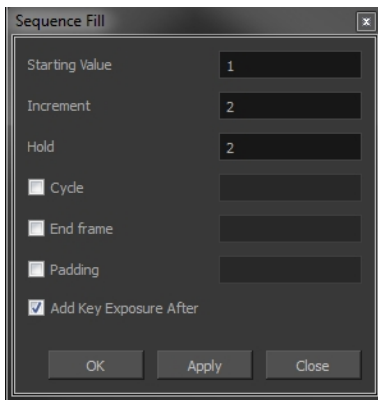 Sequence Fill
Starting Value 1
Increment 2
Hold 2
Cycle
End frame
Padding
Add Key Exposure After
OK Apply Close